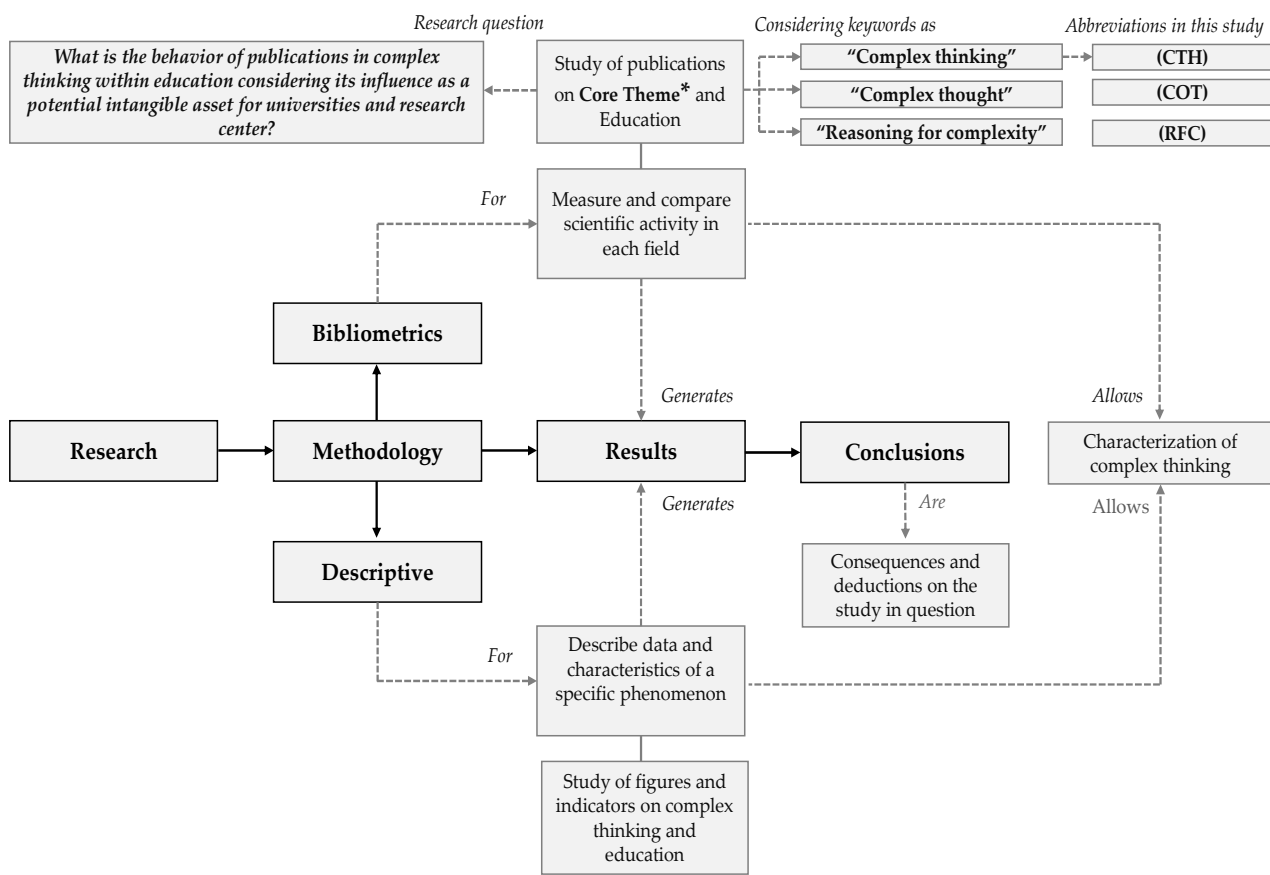 Research question
Considering keywords as
Abbreviations in this study
What is the behavior of publications in complex
thinking within education considering its influence as a
potential intangible asset for universities and research
center?
Study of publications
on Core Theme* and
Education
“Complex thinking”
(CTH)
“Complex thought”
(COT)
“Reasoning for complexity”
(RFC)
For
Measure and compare
scientific activity in
each field
Bibliometrics
Generates
Allows
Research
Methodology
Results
Conclusions
Characterization of
complex thinking
Generates
Are
Allows
Descriptive
Consequences and
deductions on the
study in question
For
Describe data and
characteristics of a
specific phenomenon
Study of figures and
indicators on complex
thinking and
education